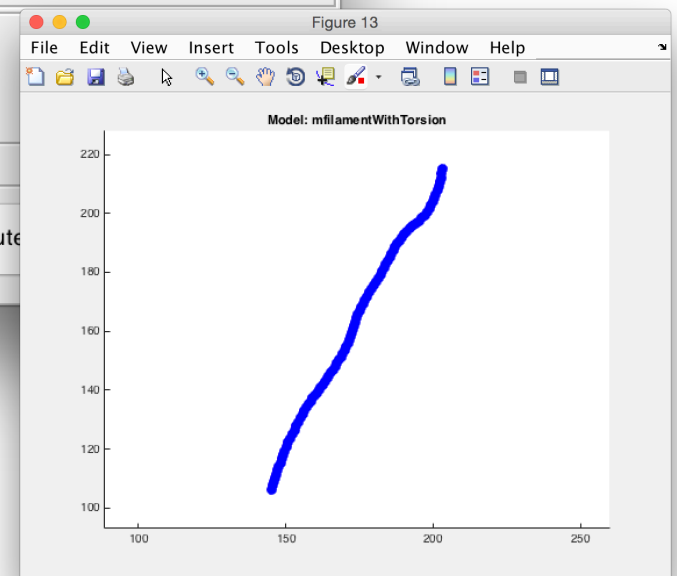 Figure 13
File Edit View Insert Tools Desktop Window Help
Model: mfilamentWithTorsion
220
200
180
160
140
120
100
100 150 200 250
ute